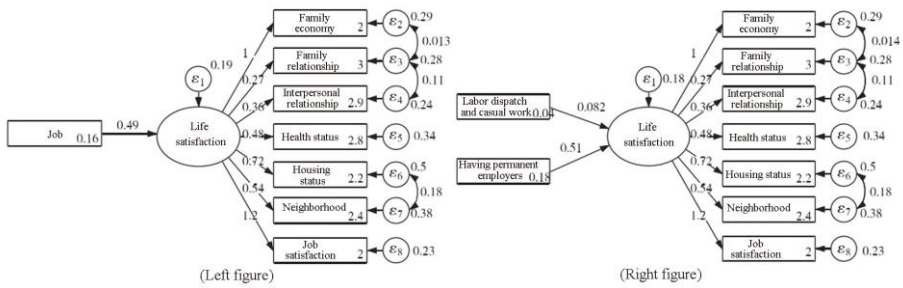 Family
economy 2
ε2 0.29
0.013
Family
relationship 3
ε3 0.28
0.11
Interpersonal
relationship 2.9
ε4 0.24
Health status 2.8
ε5 0.34
Housing
status 2.2
ε6 0.5
0.18
Neighborhood 2.4
ε7 0.38
Job
satisfaction 2
ε8 0.23
ε1 0.19
Life
satisfaction
Job 0.16
0.49
1
0.27
0.36
0.48
0.72
0.54
1.2
(Left figure)
Family
economy 2
ε2 0.29
0.014
Family
relationship 3
ε3 0.28
0.11
Interpersonal
relationship 2.9
ε4 0.24
Health status 2.8
ε5 0.34
Housing status 2.2
ε6 0.5
0.18
Neighborhood 2.4
ε7 0.38
Job
satisfaction 2
ε8 0.23
ε1 0.18
Life
satisfaction
Labor dispatch
and casual work 0.04
0.082
Having permanent
employers 0.18
0.51
1
0.27
0.36
0.48
0.72
0.54
1.2
(Right figure)